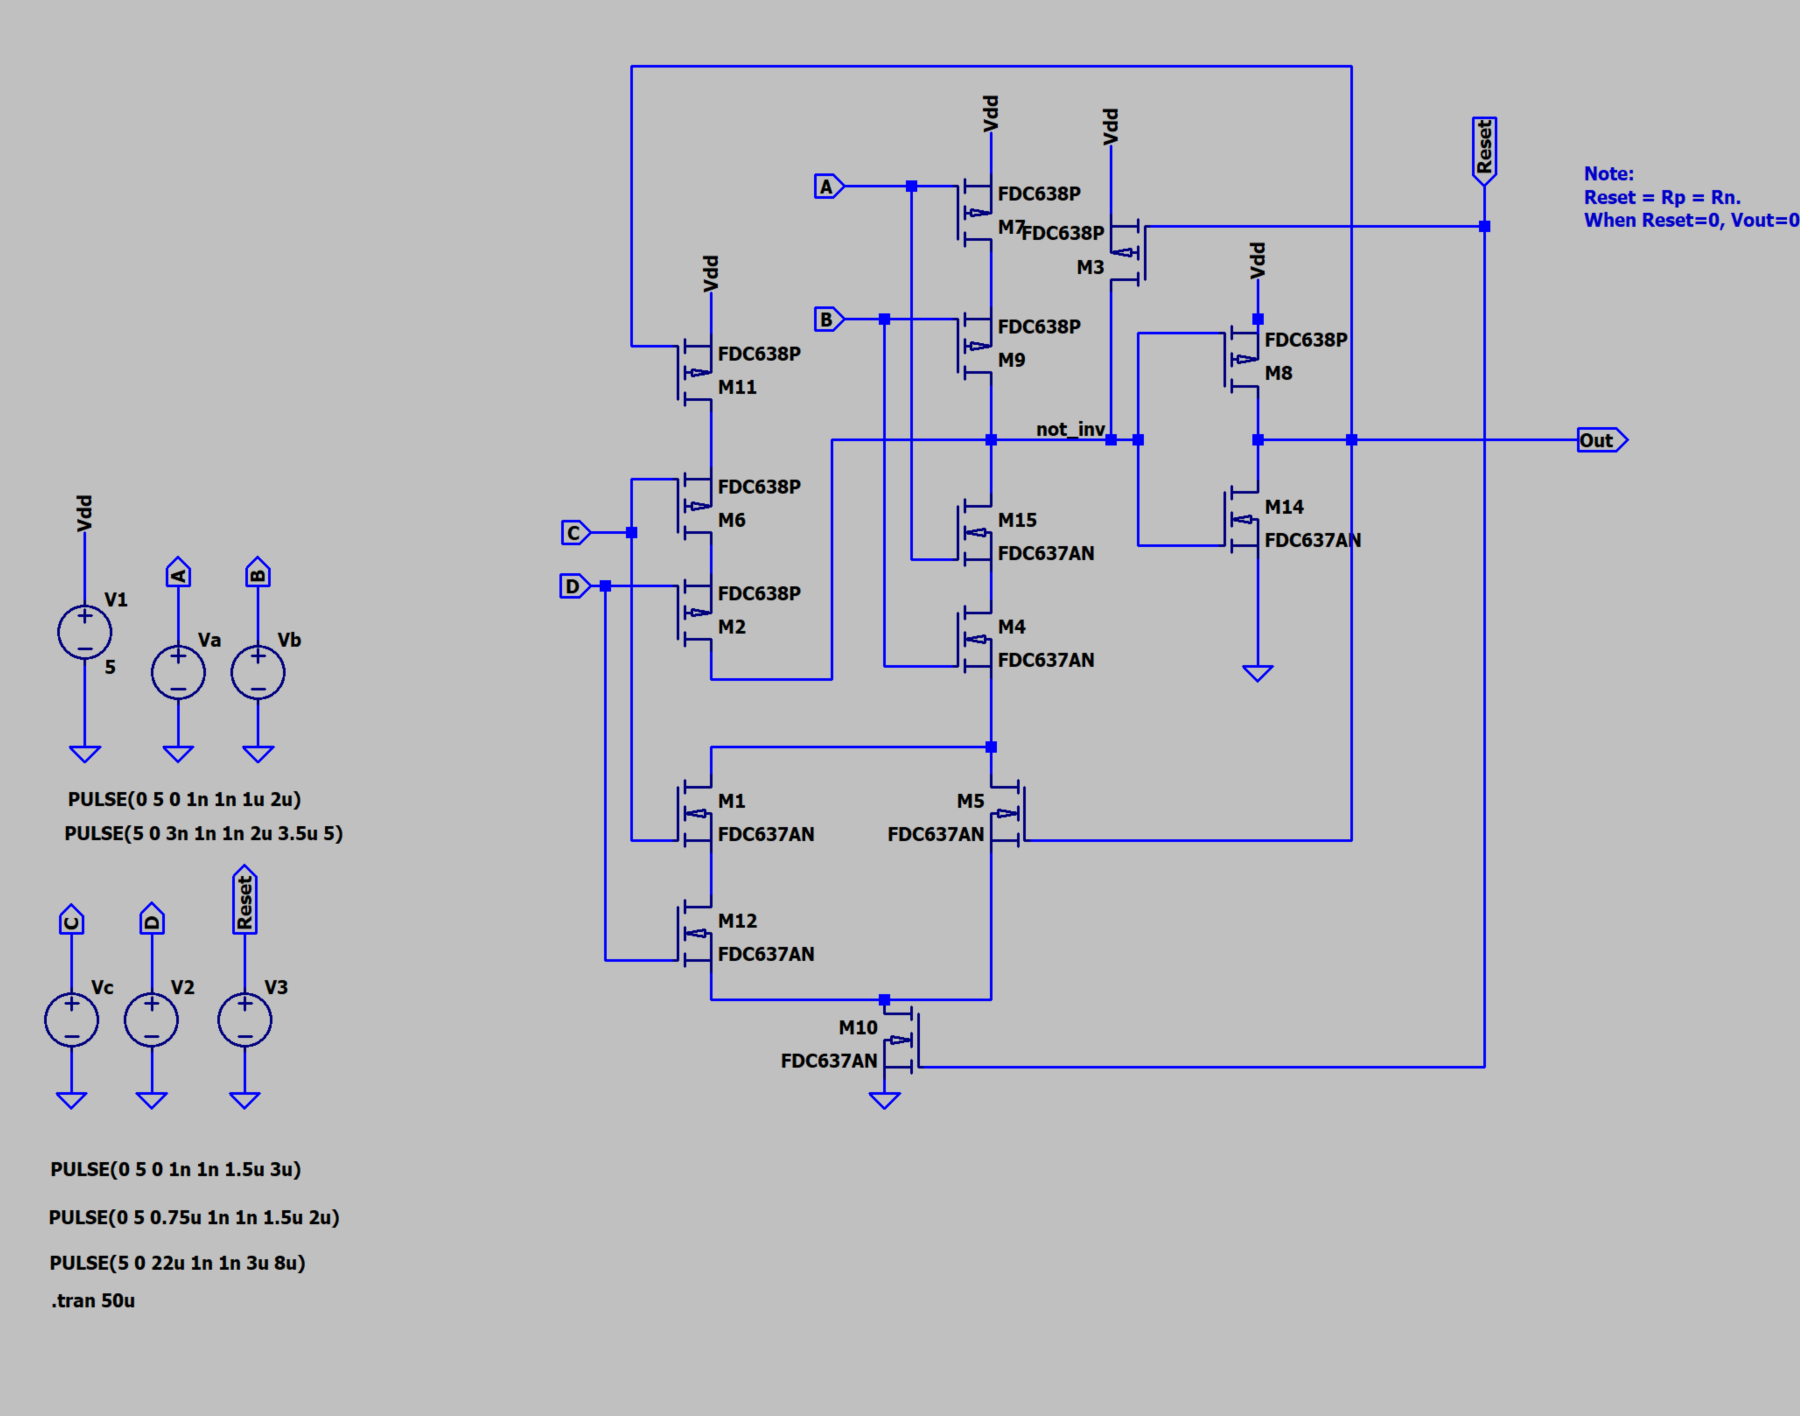 Vdd
Vdd
Reset
A
FDC638P
M7
FDC638P
M3
Note:
Reset = Rp = Rn.
When Reset=0, Vout=0
Vdd
Vdd
B
FDC638P
M9
FDC638P
M8
FDC638P
M11
not_inv
Out
FDC638P
M6
M15
FDC637AN
M14
FDC637AN
C
D
FDC638P
M2
M4
FDC637AN
Vdd
V1
5
A
Va
B
Vb
PULSE(0 5 0 1n 1n 1u 2u)
PULSE(5 0 3n 1n 1n 2u 3.5u 5)
M1
FDC637AN
M5
FDC637AN
C
D
Reset
M12
FDC637AN
Vc
V2
V3
M10
FDC637AN
PULSE(0 5 0 1n 1n 1.5u 3u)
PULSE(0 5 0.75u 1n 1n 1.5u 2u)
PULSE(5 0 22u 1n 1n 3u 8u)
.tran 50u